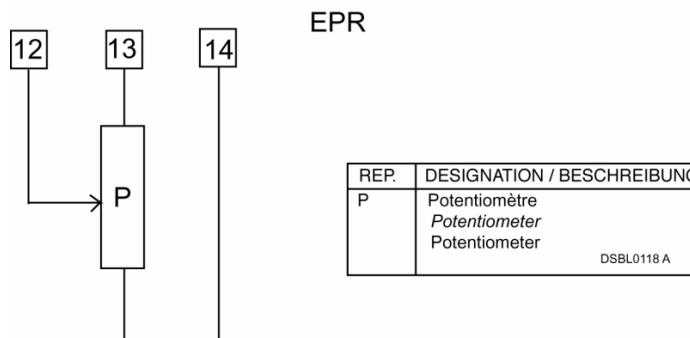 EPR
12 13 14
P
REP. DESIGNATION / BESCHREIBUNG
P Potentiomètre
Potentiometer
Potentiometer
DSBL0118 A